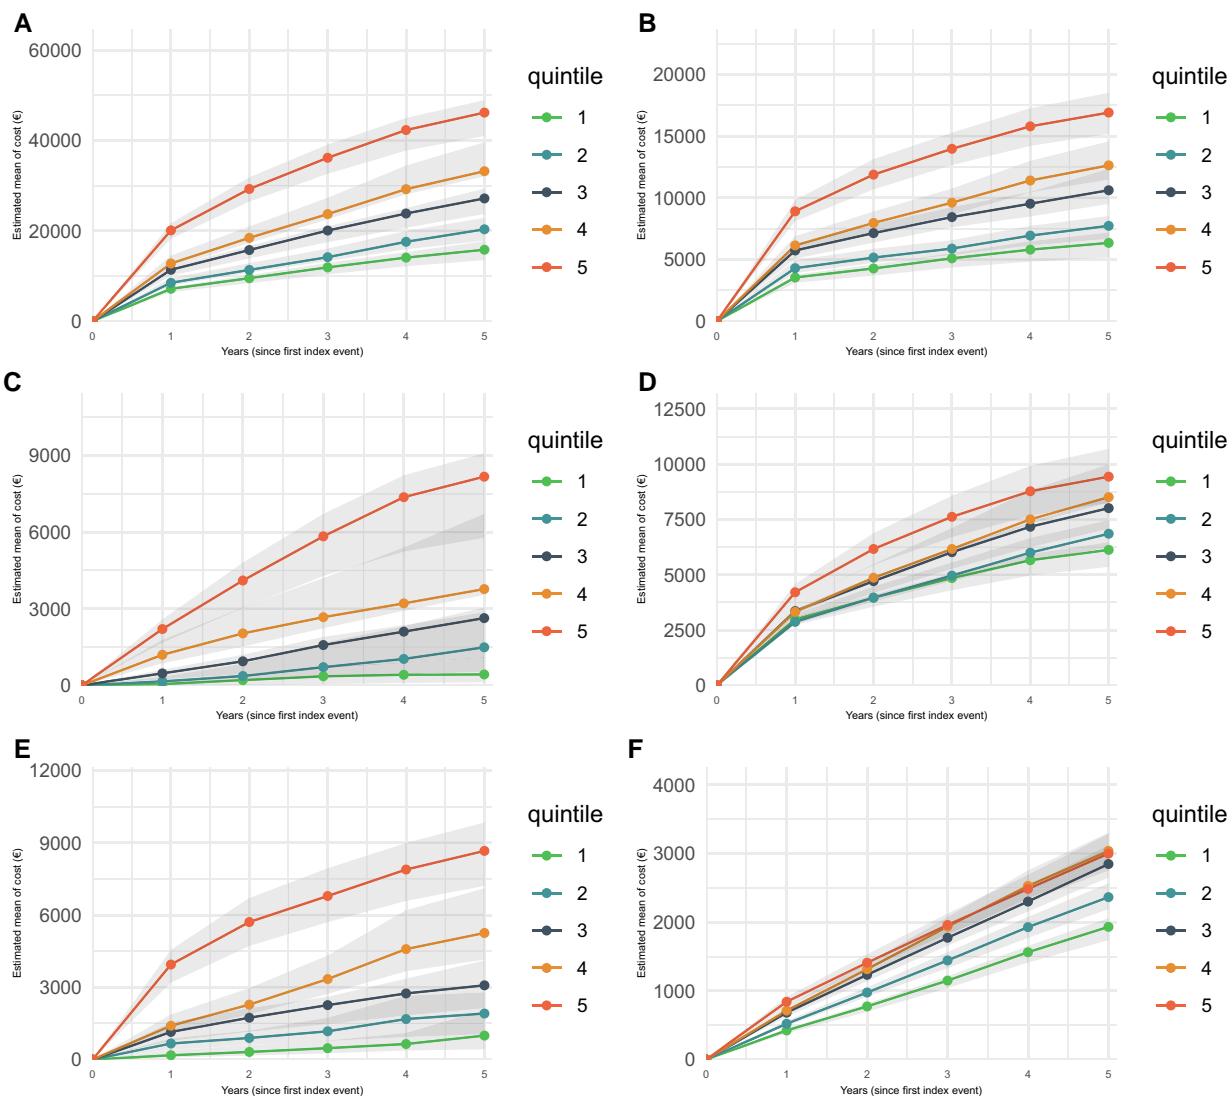 A
Estimated mean of cost (€)
60000
40000
20000
0
0 1 2 3 4 5
Years (since first index event)
quintile
1
2
3
4
5
B
Estimated mean of cost (€)
20000
15000
10000
5000
0
0 1 2 3 4 5
Years (since first index event)
quintile
1
2
3
4
5
C
Estimated mean of cost (€)
9000
6000
3000
0
0 1 2 3 4 5
Years (since first index event)
quintile
1
2
3
4
5
D
Estimated mean of cost (€)
12500
10000
7500
5000
2500
0
0 1 2 3 4 5
Years (since first index event)
quintile
1
2
3
4
5
E
Estimated mean of cost (€)
12000
9000
6000
3000
0
0 1 2 3 4 5
Years (since first index event)
quintile
1
2
3
4
5
F
Estimated mean of cost (€)
4000
3000
2000
1000
0
0 1 2 3 4 5
Years (since first index event)
quintile
1
2
3
4
5